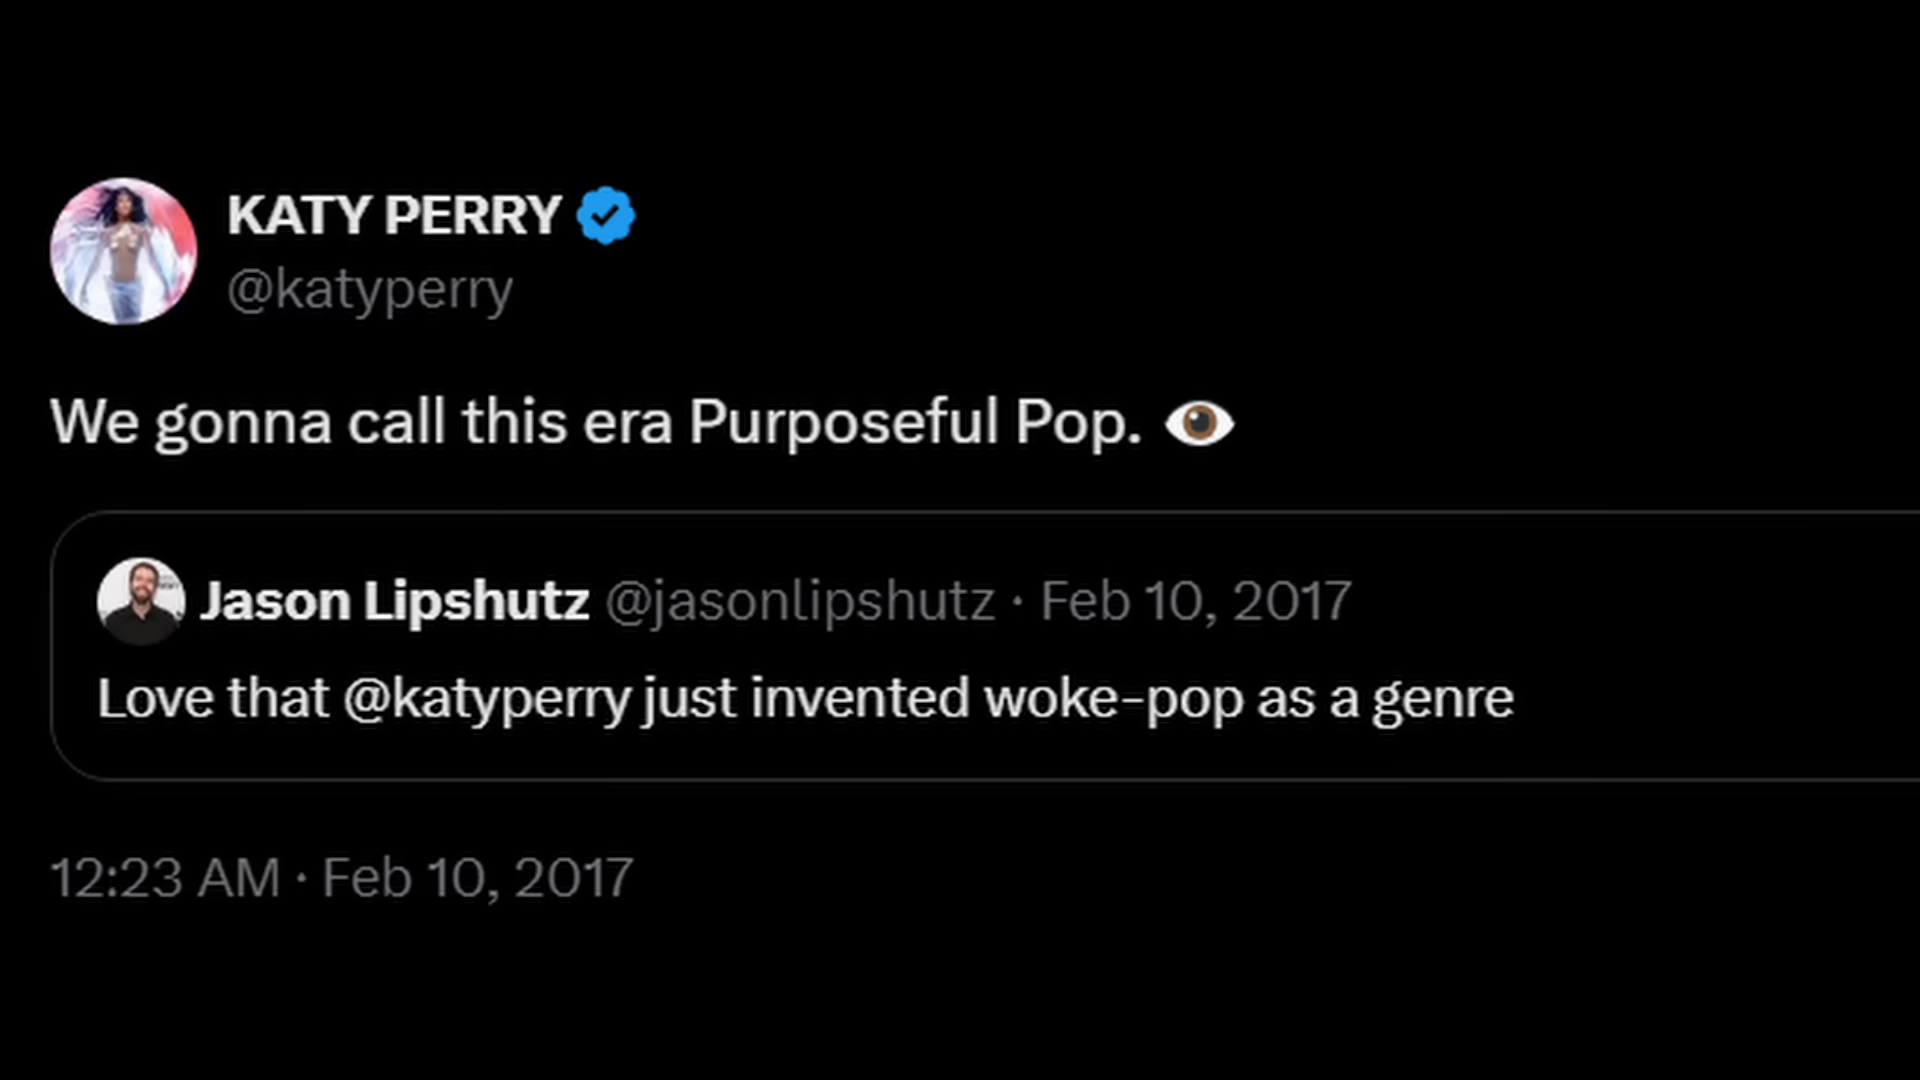 KATY PERRY
@katyperry
We gonna call this era Purposeful Pop. 👁️
Jason Lipshutz @jasonlipshutz · Feb 10, 2017
Love that @katyperry just invented woke-pop as a genre
12:23 AM · Feb 10, 2017